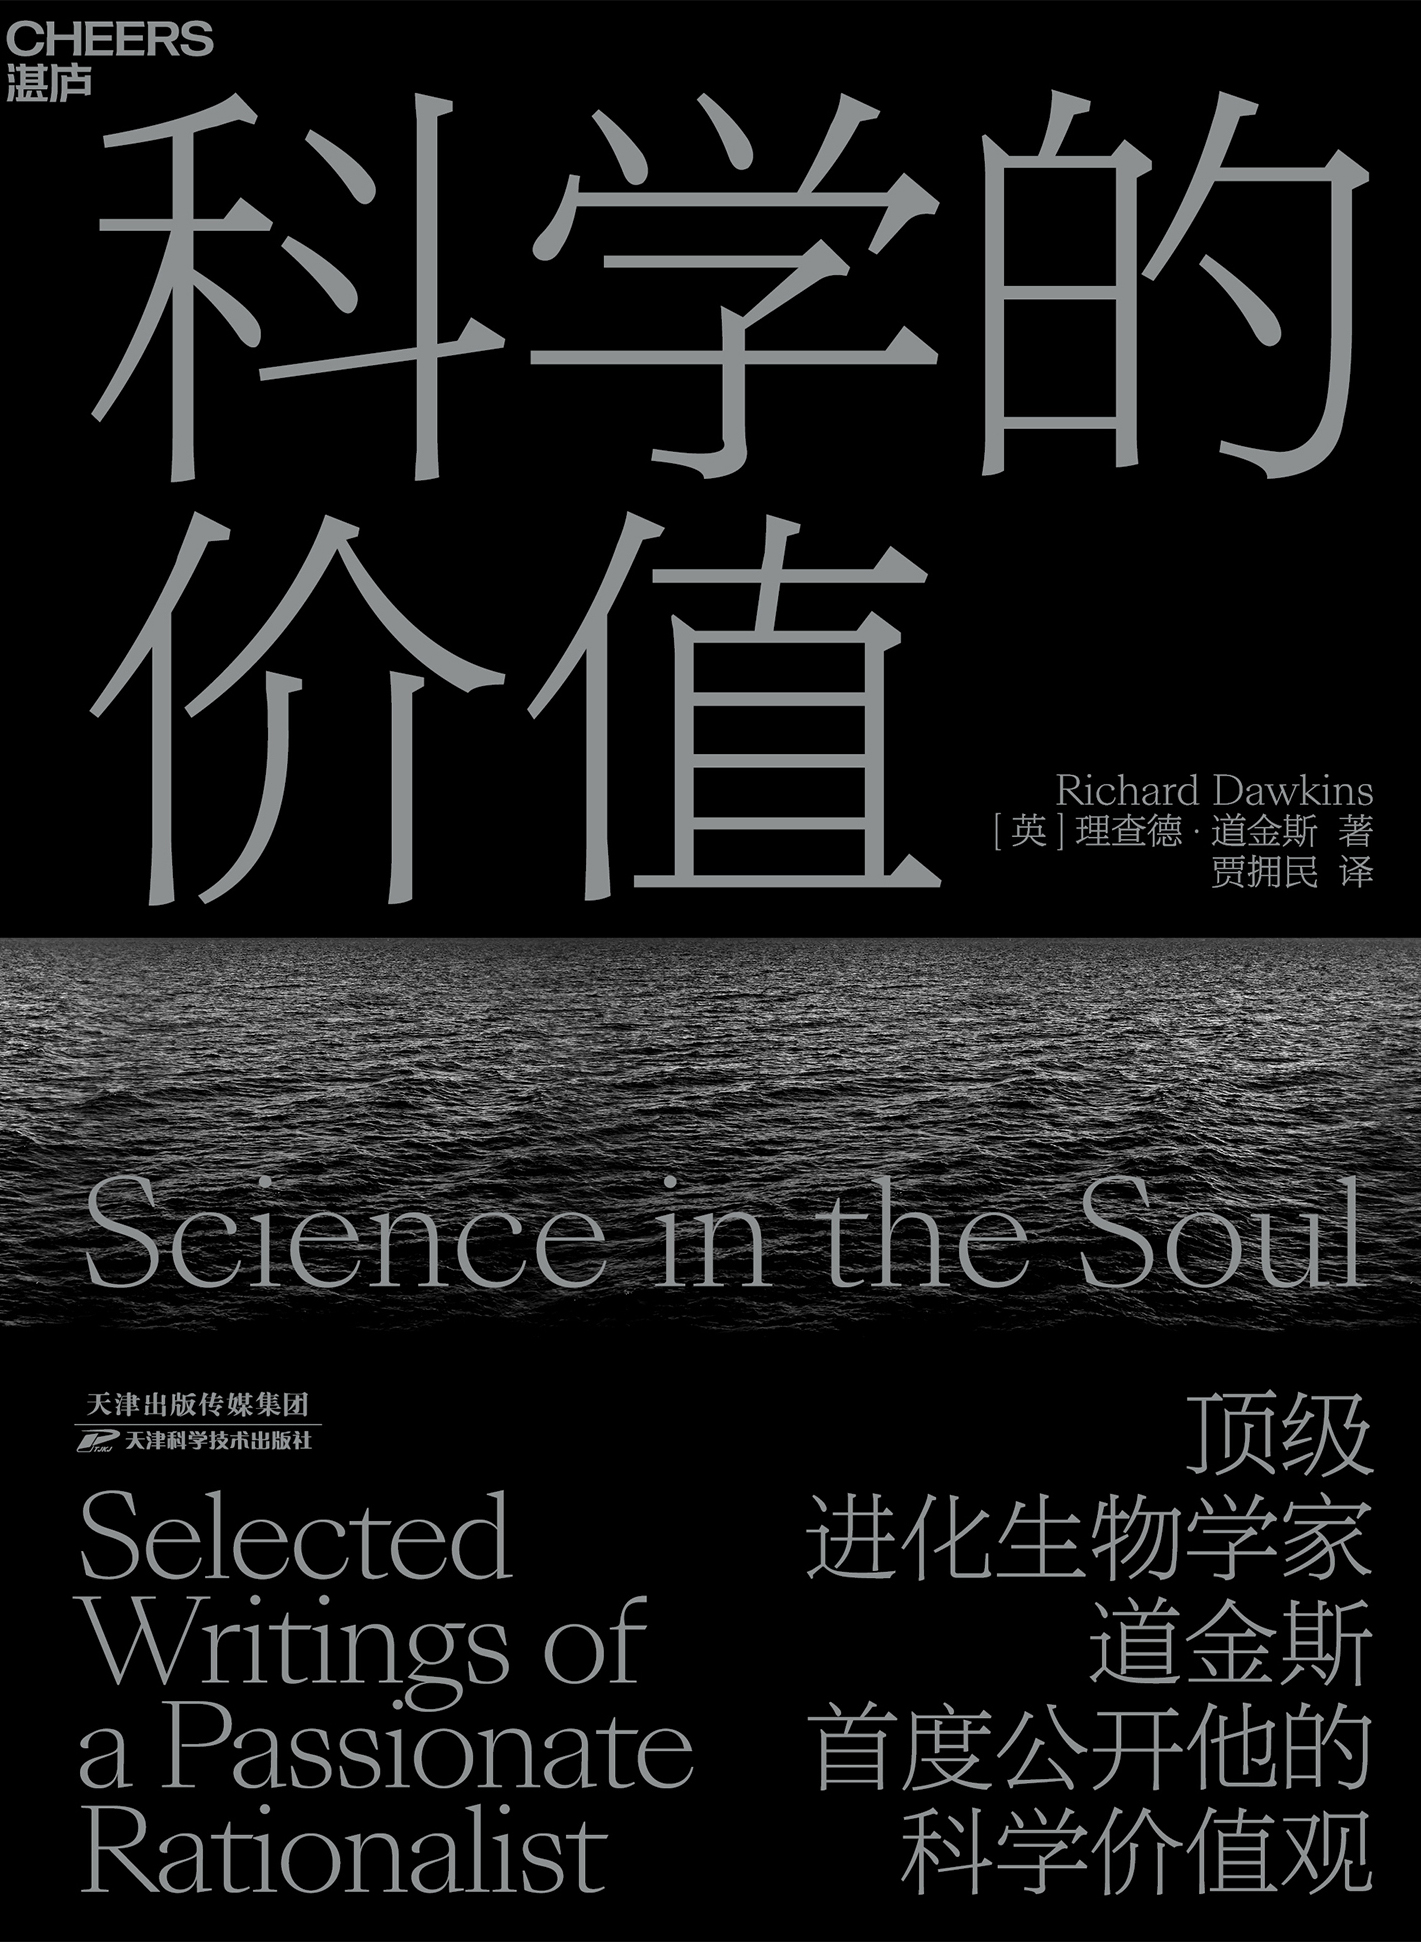 CHEERS
湛庐
科学的
价值
Richard Dawkins
[英]理查德·道金斯 著
贾拥民 译
Science in the Soul
天津出版传媒集团
TJKJ 天津科学技术出版社
Selected
Writings of
a Passionate
Rationalist
顶级
进化生物学家
道金斯
首度公开他的
科学价值观